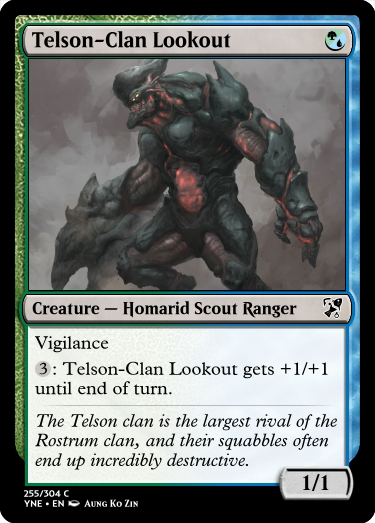 Telson-Clan Lookout
Creature — Homarid Scout Ranger
Vigilance
3: Telson-Clan Lookout gets +1/+1
until end of turn.
The Telson clan is the largest rival of the
Rostrum clan, and their squabbles often
end up incredibly destructive.
1/1
255/304 C
YNE • EN Aung Ko Zin